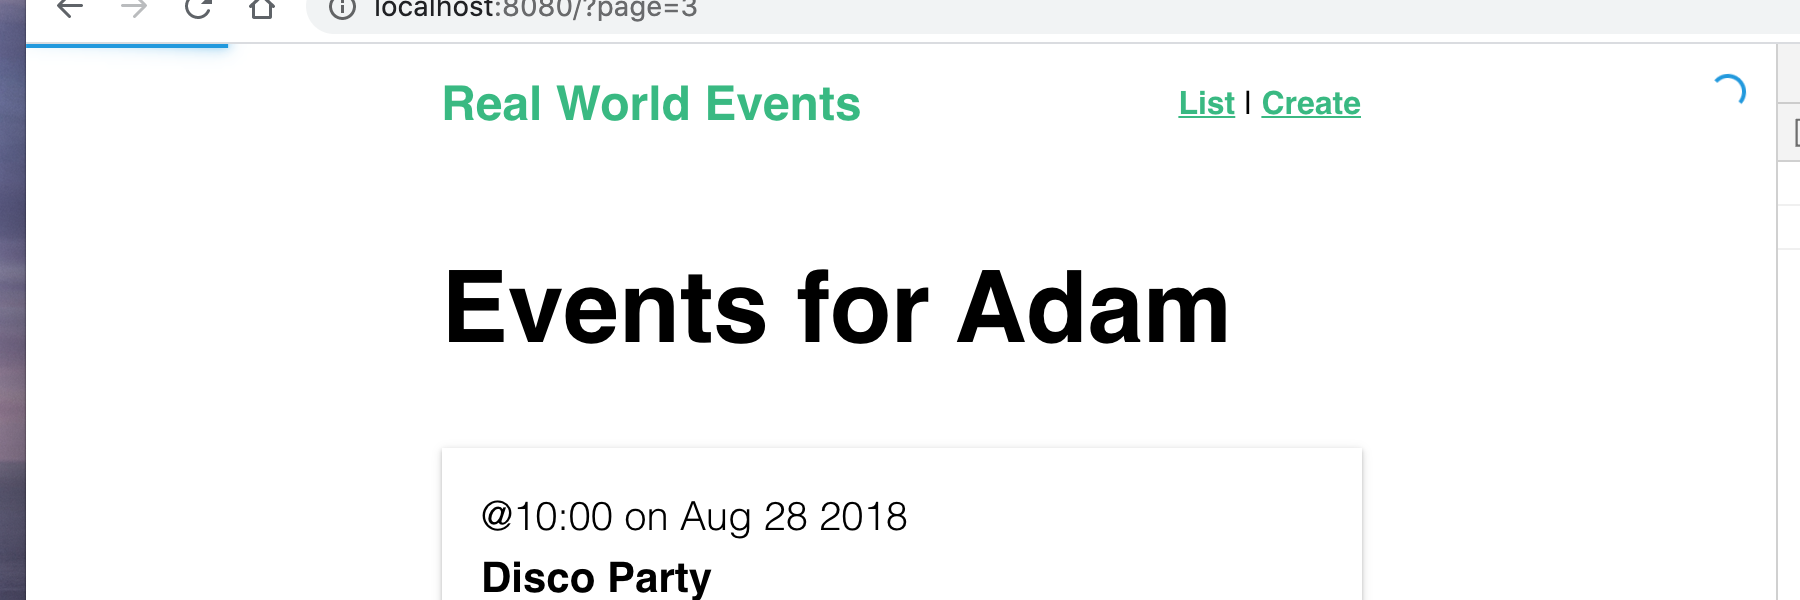 localhost:8080/?page=3
Real World Events
List | Create
Events for Adam
@10:00 on Aug 28 2018
Disco Party